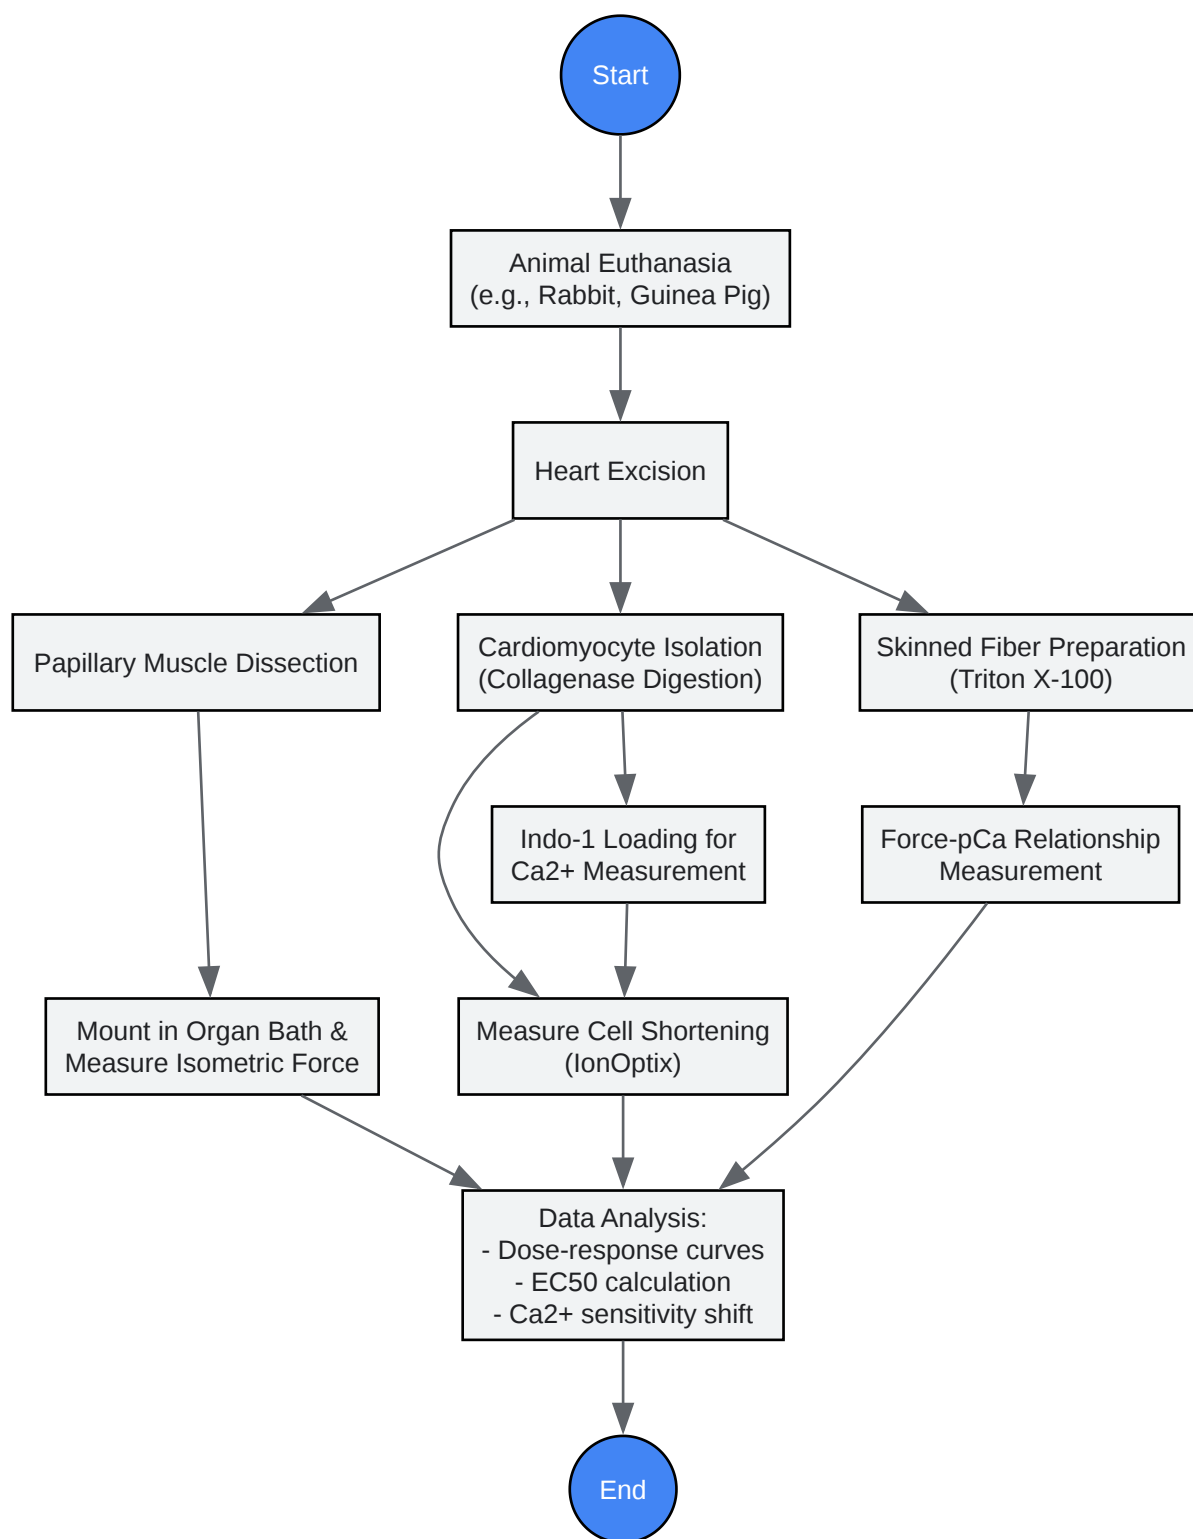 Start
Animal Euthanasia
(e.g., Rabbit, Guinea Pig)
Heart Excision
Papillary Muscle Dissection
Cardiomyocyte Isolation
(Collagenase Digestion)
Skinned Fiber Preparation
(Triton X-100)
Indo-1 Loading for
Ca2+ Measurement
Force-pCa Relationship
Measurement
Mount in Organ Bath &
Measure Isometric Force
Measure Cell Shortening
(IonOptix)
Data Analysis:
- Dose-response curves
- EC50 calculation
- Ca2+ sensitivity shift
End